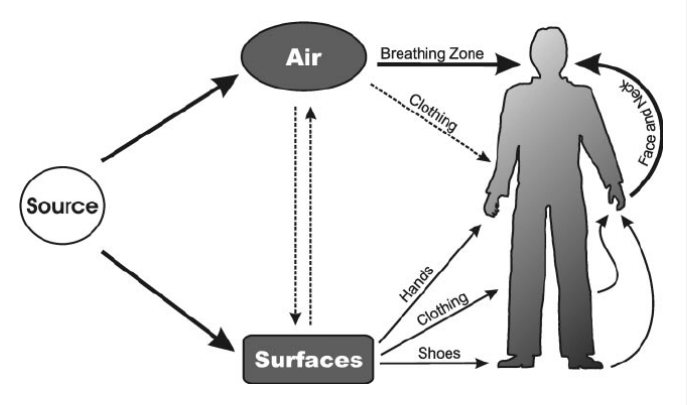 Air
Breathing Zone
Clothing
Face and Neck
Source
Hands
Clothing
Surfaces
Shoes